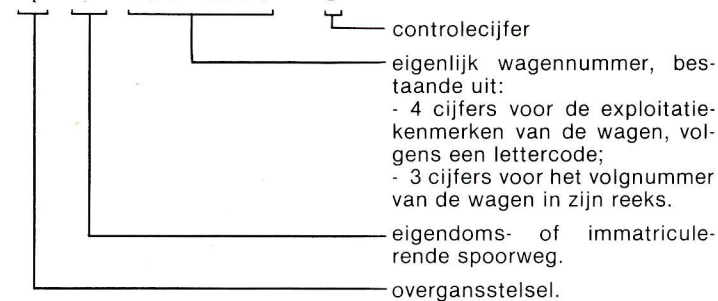 controlecijfer
eigenlijk wagennummer, bes-
taande uit:
- 4 cijfers voor de exploitatie-
kenmerken van de wagen, vol-
gens een lettercode;
- 3 cijfers voor het volgnummer
van de wagen in zijn reeks.
eigendoms- of immatricule-
rende spoorweg.
overgansstelsel.